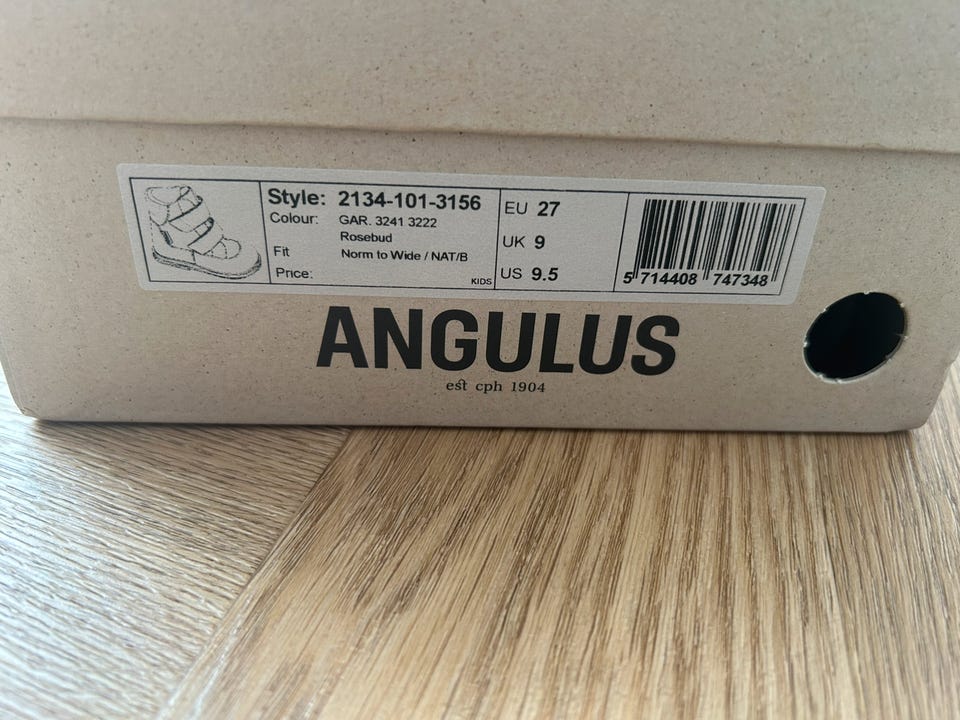 Style: 2134-101-3156
Colour: GAR. 3241 3222
Rosebud
Fit Norm to Wide / NAT/B
Price:
KIDS
EU 27
UK 9
US 9.5
5 714408 747348
ANGULUS
est cph 1904